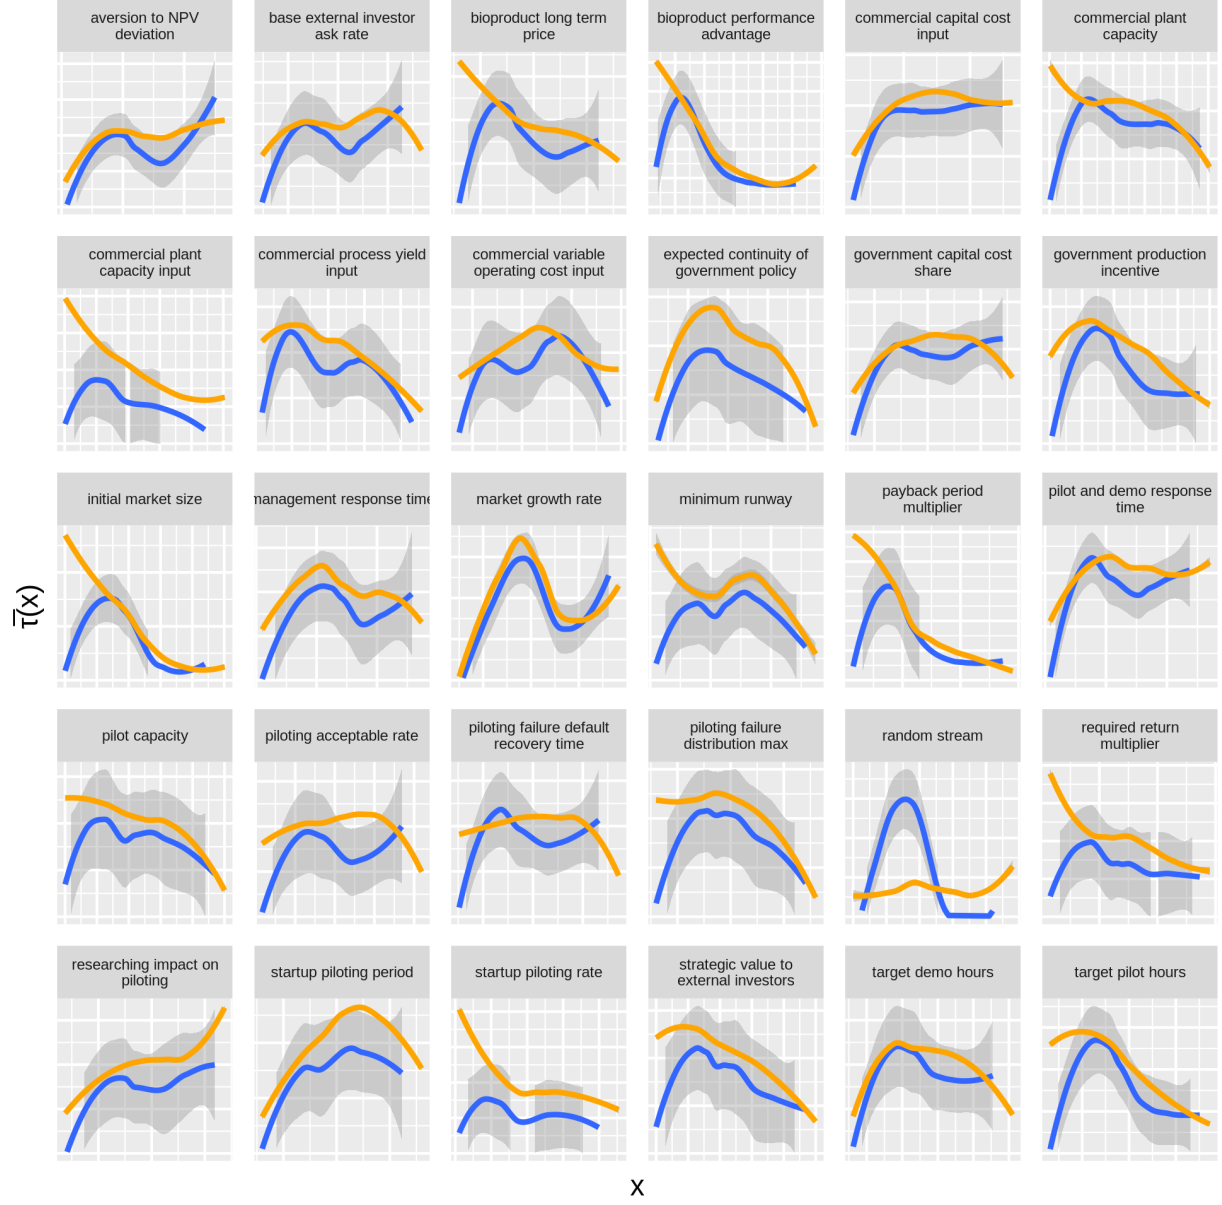 aversion to NPV
deviation
base external investor
ask rate
bioproduct long term
price
bioproduct performance
advantage
commercial capital cost
input
commercial plant
capacity
commercial plant
capacity input
commercial process yield
input
commercial variable
operating cost input
expected continuity of
government policy
government capital cost
share
government production
incentive
initial market size
management response time
market growth rate
minimum runway
payback period
multiplier
pilot and demo response
time
τ̅(x)
pilot capacity
piloting acceptable rate
piloting failure default
recovery time
piloting failure
distribution max
random stream
required return
multiplier
researching impact on
piloting
startup piloting period
startup piloting rate
strategic value to
external investors
target demo hours
target pilot hours
x